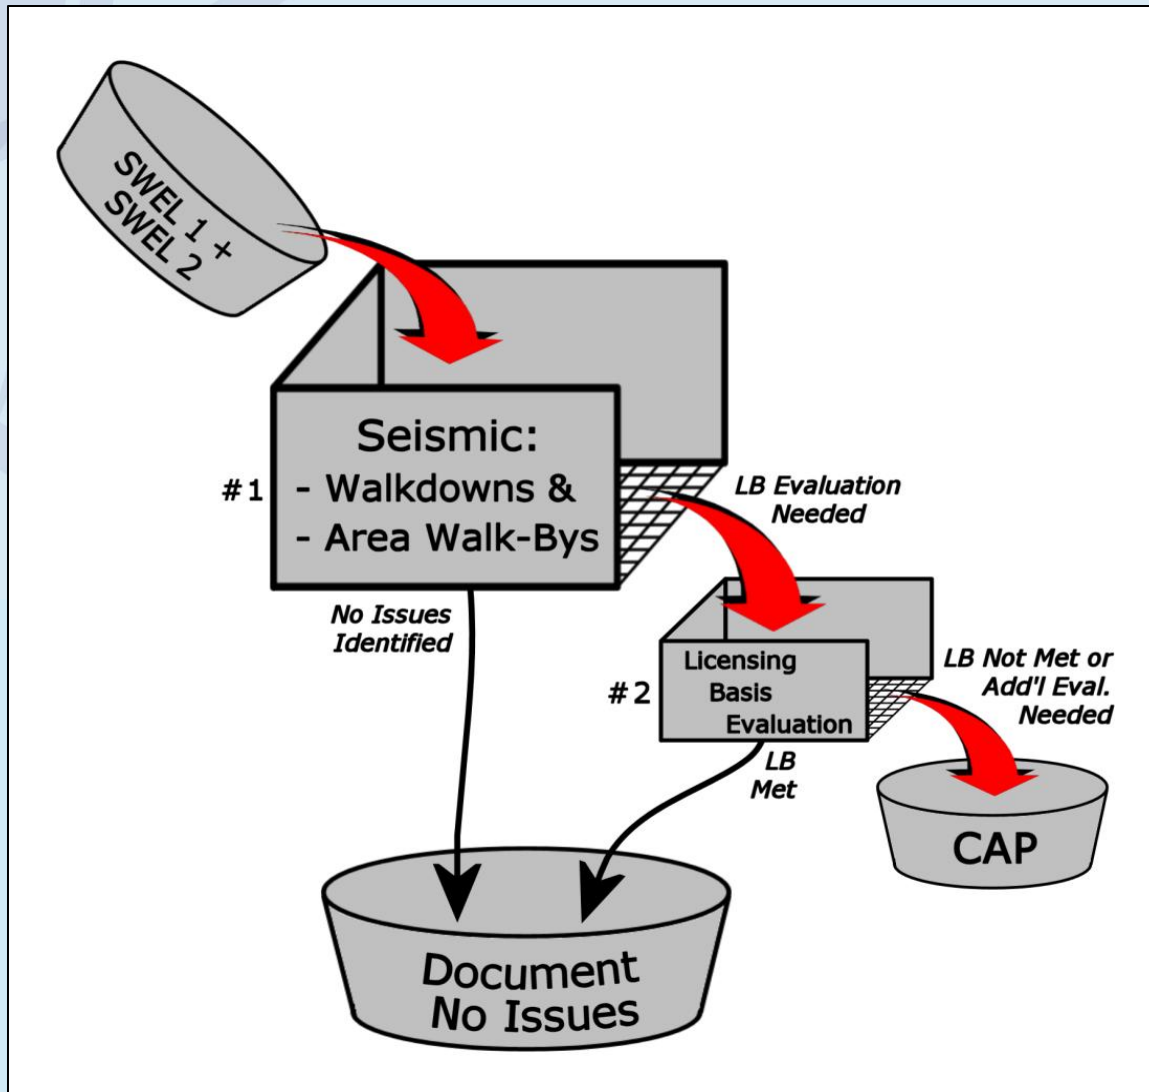 SWEL 1 +
SWEL 2
Seismic:
#1
- Walkdowns &
- Area Walk-Bys
LB Evaluation
Needed
No Issues
Identified
#2
Licensing
Basis
Evaluation
LB Not Met or
Add'l Eval.
Needed
LB
Met
CAP
Document
No Issues